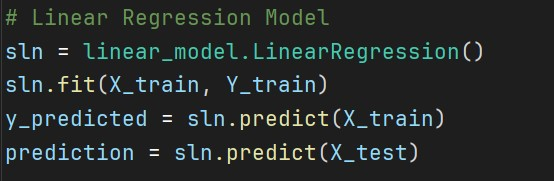 # Linear Regression Model
sln = linear_model.LinearRegression()
sln.fit(X_train, Y_train)
y_predicted = sln.predict(X_train)
prediction = sln.predict(X_test)